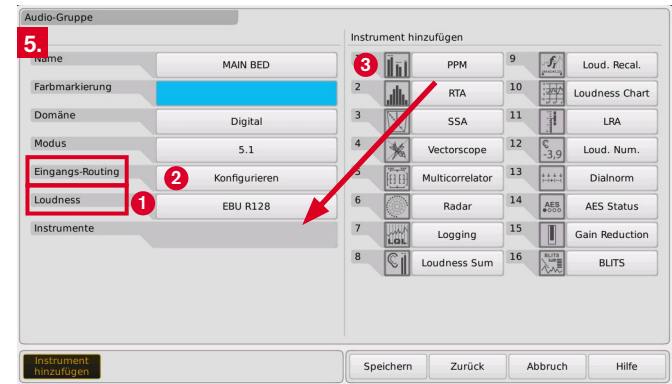 Audio-Gruppe
5.
Name
MAIN BED
Farbmarkierung
Domäne
Digital
Modus
5.1
Eingangs-Routing
2
Konfigurieren
Loudness
1
EBU R128
Instrumente
Instrument hinzufügen
3
PPM
2
RTA
3
SSA
4
Vectorscope
5
Multicorrelator
6
Radar
7
LQL
Logging
8
Loudness Sum
9
Loud. Recal.
10
Loudness Chart
11
LRA
12
-3,9
Loud. Num.
13
Dialnorm
14
AES
AES Status
15
Gain Reduction
16
BLITS
BLITS
Instrument
hinzufügen
Speichern
Zurück
Abbruch
Hilfe